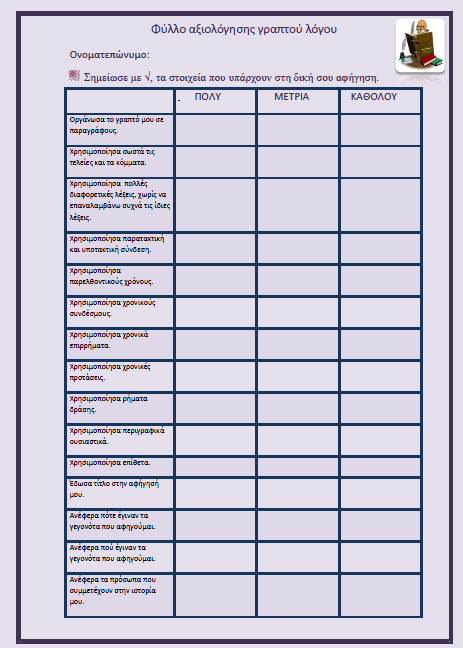 Φύλλο αξιολόγησης γραπτού λόγου
Ονοματεπώνυμο:
Σημείωσε με √, τα στοιχεία που υπάρχουν στη δική σου αφήγηση.
. ΠΟΛΥ ΜΕΤΡΙΑ ΚΑΘΟΛΟΥ
Οργάνωσα το γραπτό μου σε
παραγράφους.
Χρησιμοποίησα σωστά τις
τελείες και τα κόμματα.
Χρησιμοποίησα πολλές
διαφορετικές λέξεις, χωρίς να
επαναλαμβάνω συχνά τις ίδιες
λέξεις.
Χρησιμοποίησα παρατακτική
και υποτακτική σύνδεση.
Χρησιμοποίησα
παρελθοντικούς χρόνους.
Χρησιμοποίησα χρονικούς
συνδέσμους.
Χρησιμοποίησα χρονικά
επιρρήματα.
Χρησιμοποίησα χρονικές
προτάσεις.
Χρησιμοποίησα ρήματα
δράσης.
Χρησιμοποίησα περιγραφικά
ουσιαστικά.
Χρησιμοποίησα επίθετα.
Έδωσα τίτλο στην αφήγησή
μου.
Ανέφερα πότε έγιναν τα
γεγονότα που αφηγούμαι.
Ανέφερα πού έγιναν τα
γεγονότα που αφηγούμαι.
Ανέφερα τα πρόσωπα που
συμμετέχουν στην ιστορία
μου.